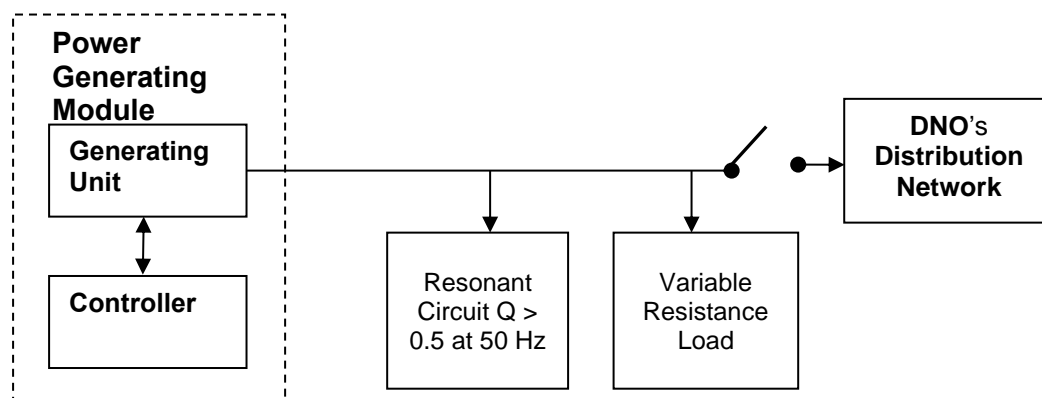 Power
Generating
Module
Generating
Unit
Controller
Resonant
Circuit Q >
0.5 at 50 Hz
Variable
Resistance
Load
DNO's
Distribution
Network